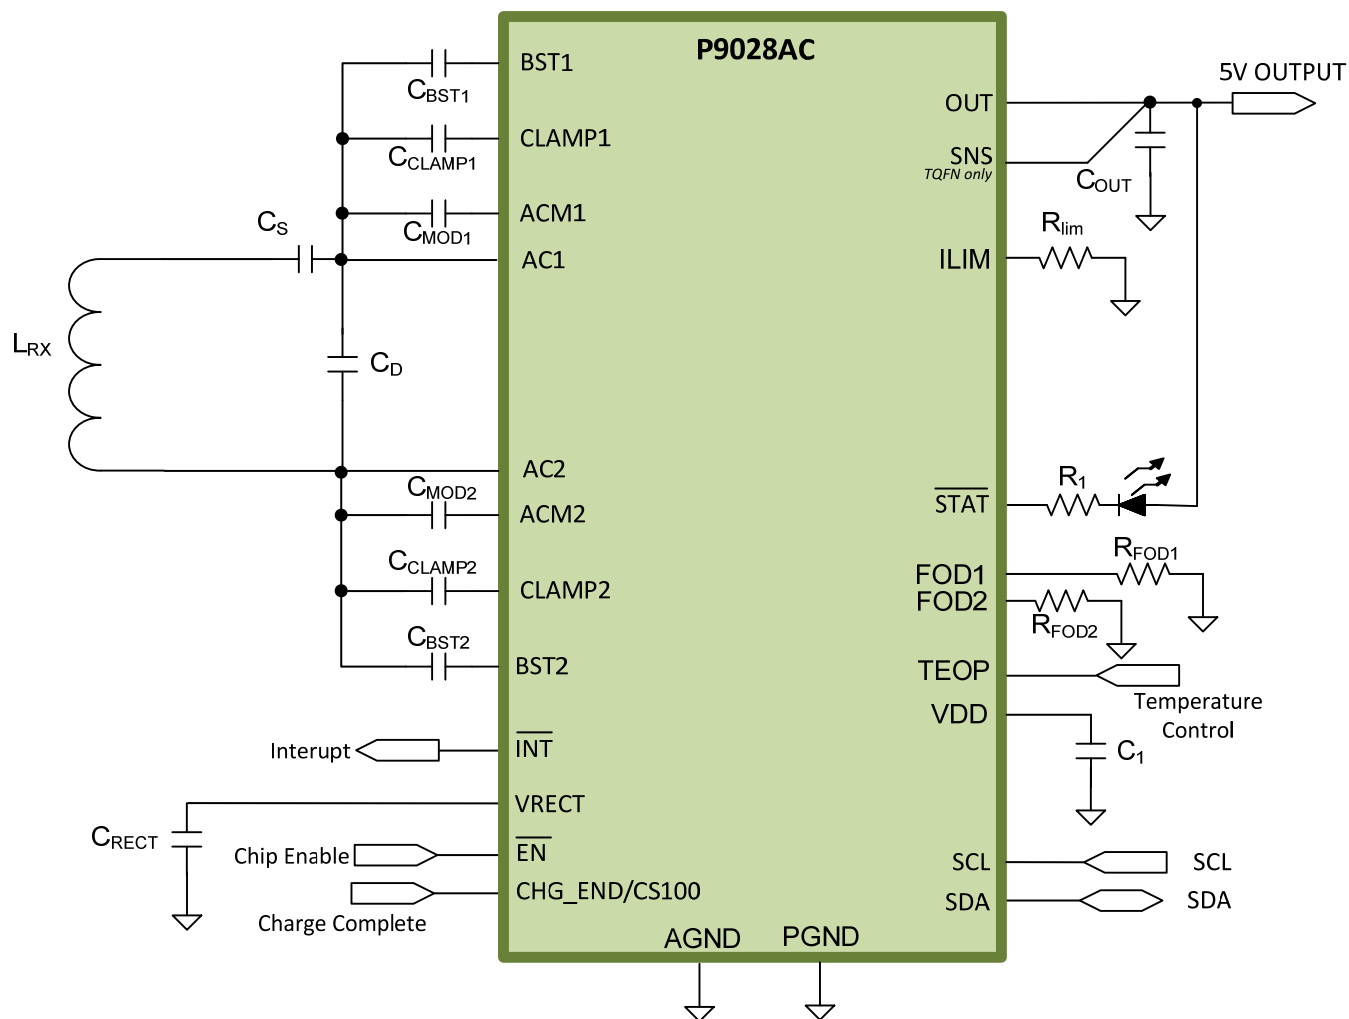 P9028AC
BST1
CBST1
CLAMP1
CCLAMP1
ACM1
CMOD1
CS
AC1
LRX
CD
AC2
CMOD2
ACM2
CCLAMP2
CLAMP2
CBST2
BST2
Interupt
INT
VRECT
CRECT
Chip Enable
EN
CHG_END/CS100
Charge Complete
AGND
PGND
5V OUTPUT
OUT
SNS
TQFN only
COUT
Rlim
ILIM
R1
STAT
RFOD1
FOD1
FOD2
RFOD2
TEOP
Temperature
Control
VDD
C1
SCL
SCL
SDA
SDA